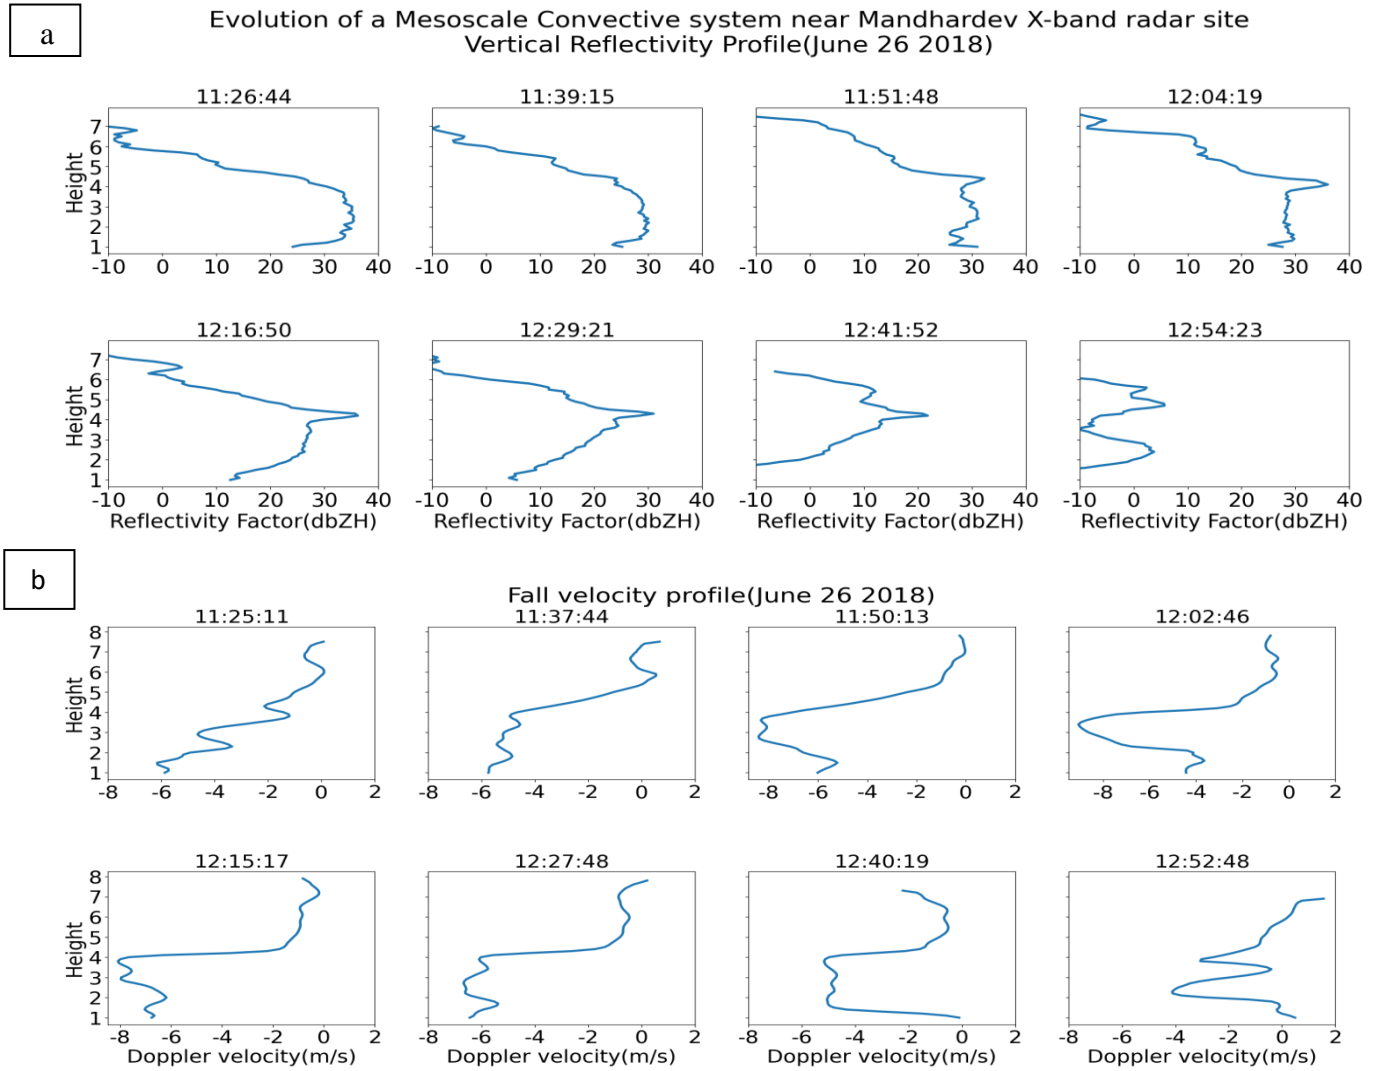 a
Evolution of a Mesoscale Convective system near Mandhardev X-band radar site
Vertical Reflectivity Profile(June 26 2018)
11:26:44 11:39:15 11:51:48 12:04:19
Height
7
6
5
4
3
2
1
-10 0 10 20 30 40 -10 0 10 20 30 40 -10 0 10 20 30 40 -10 0 10 20 30 40
12:16:50 12:29:21 12:41:52 12:54:23
Height
7
6
5
4
3
2
1
-10 0 10 20 30 40 -10 0 10 20 30 40 -10 0 10 20 30 40 -10 0 10 20 30 40
Reflectivity Factor(dbZH) Reflectivity Factor(dbZH) Reflectivity Factor(dbZH) Reflectivity Factor(dbZH)
b
Fall velocity profile(June 26 2018)
11:25:11 11:37:44 11:50:13 12:02:46
Height
8
7
6
5
4
3
2
1
-8 -6 -4 -2 0 2 -8 -6 -4 -2 0 2 -8 -6 -4 -2 0 2 -8 -6 -4 -2 0 2
12:15:17 12:27:48 12:40:19 12:52:48
Height
8
7
6
5
4
3
2
1
-8 -6 -4 -2 0 2 -8 -6 -4 -2 0 2 -8 -6 -4 -2 0 2 -8 -6 -4 -2 0 2
Doppler velocity(m/s) Doppler velocity(m/s) Doppler velocity(m/s) Doppler velocity(m/s)